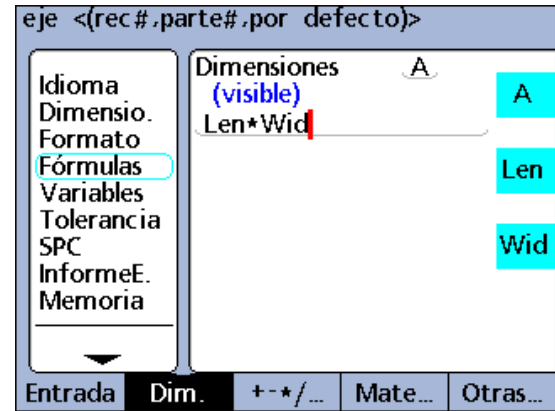 eje <(rec#,parte#,por defecto)>
Idioma
Dimensio.
Formato
Fórmulas
Variables
Tolerancia
SPC
InformeE.
Memoria
Dimensiones A
(visible)
Len*Wid
A
Len
Wid
Entrada Dim. +-*/... Mate... Otras...